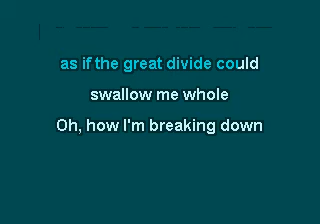 as if the great divide could
swallow me whole
Oh, how I'm breaking down